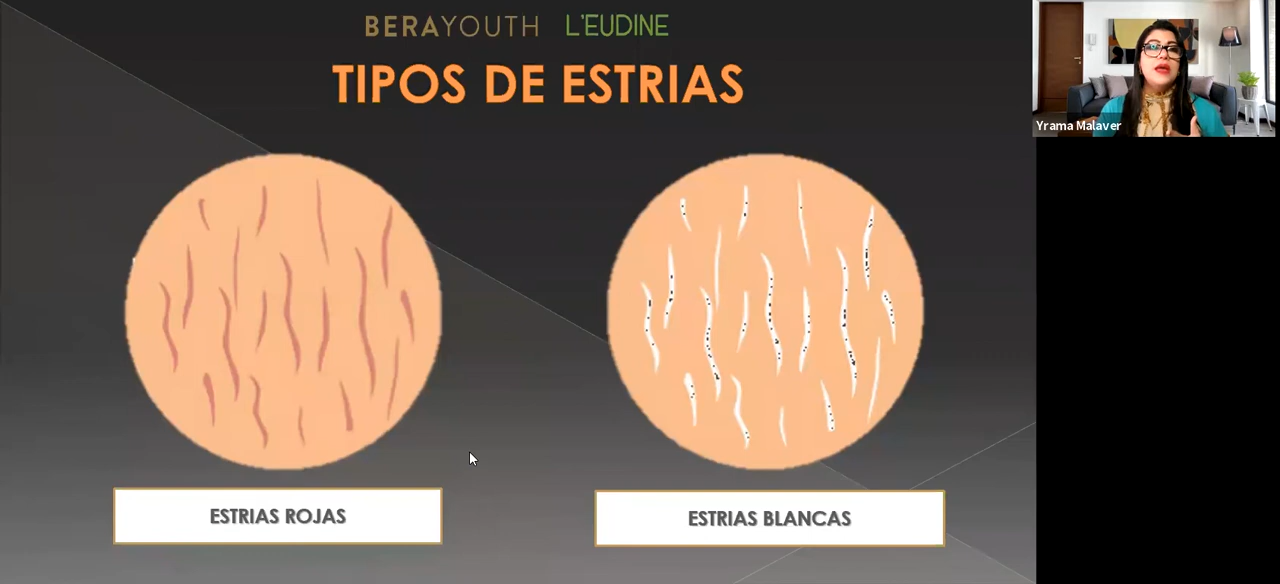 BERAYOUTH L'EUDINE
TIPOS DE ESTRIAS
Yrama Malaver
ESTRIAS ROJAS
ESTRIAS BLANCAS